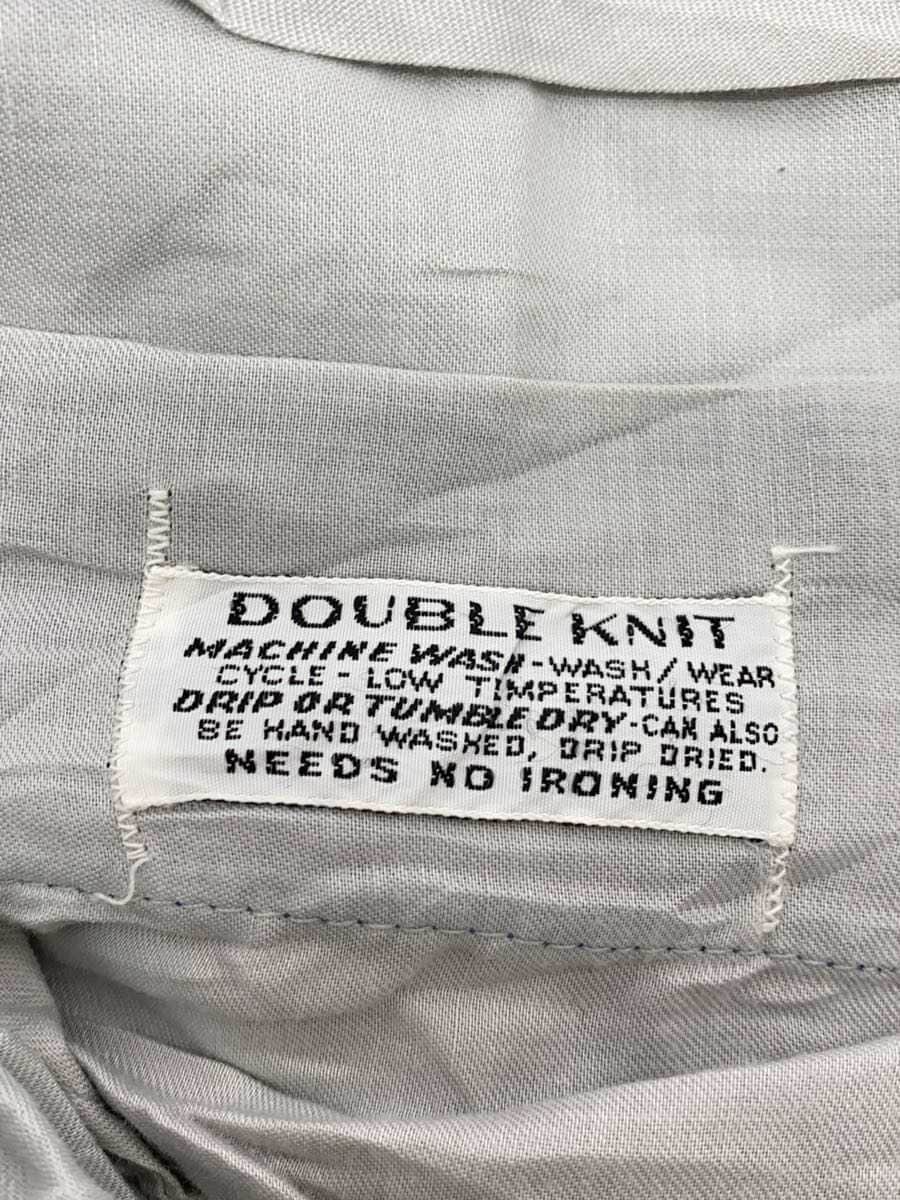 DOUBLE KNIT
MACHINE WASH-WASH/WEAR
CYCLE - LOW TIMPERATURES
DRIP OR TUMBLE DRY-CAN ALSO
BE HAND WASHED, DRIP DRIED.
NEEDS NO IRONING